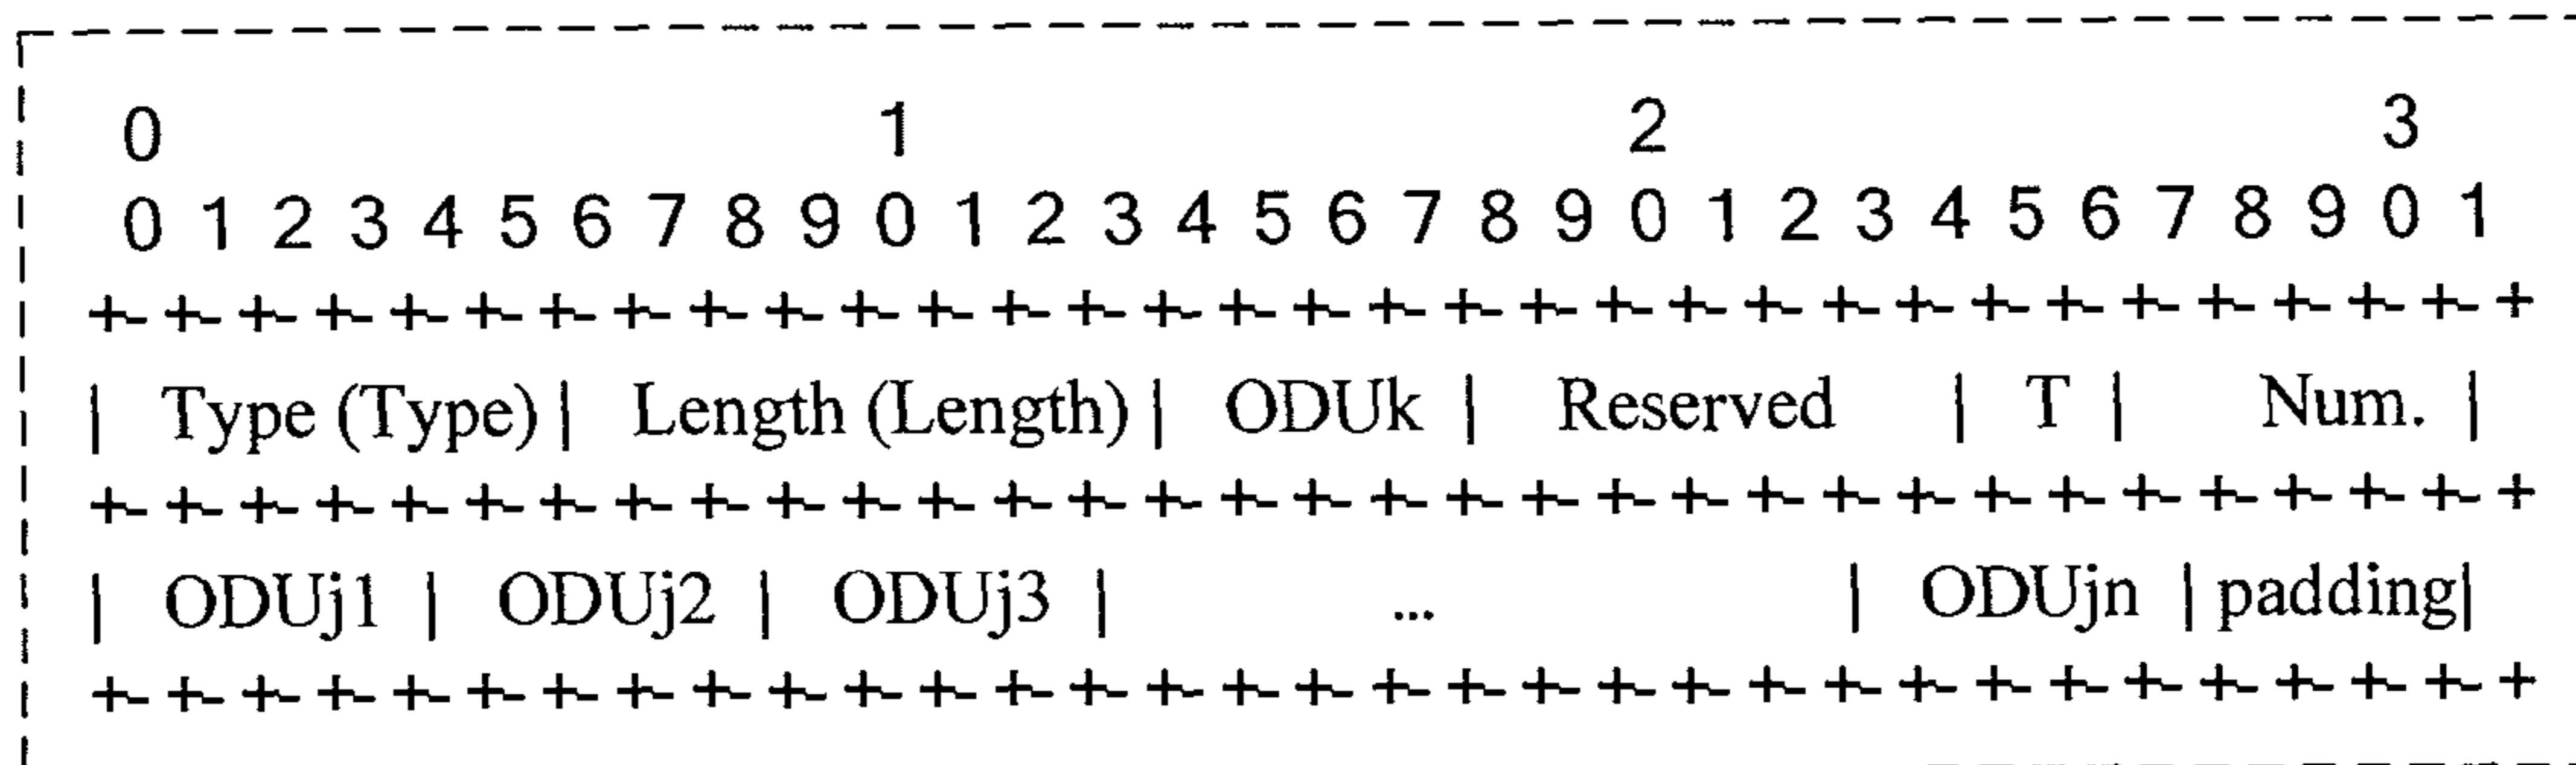 0 1 2 3
0 1 2 3 4 5 6 7 8 9 0 1 2 3 4 5 6 7 8 9 0 1 2 3 4 5 6 7 8 9 0 1
+-+-+-+-+-+-+-+-+-+-+-+-+-+-+-+-+-+-+-+-+-+-+-+-+-+-+-+-+-+-+-+-+
| Type (Type) | Length (Length) | ODUk | Reserved | T | Num. |
+-+-+-+-+-+-+-+-+-+-+-+-+-+-+-+-+-+-+-+-+-+-+-+-+-+-+-+-+-+-+-+-+
| ODUj1 | ODUj2 | ODUj3 | ... | ODUjn | padding|
+-+-+-+-+-+-+-+-+-+-+-+-+-+-+-+-+-+-+-+-+-+-+-+-+-+-+-+-+-+-+-+-+